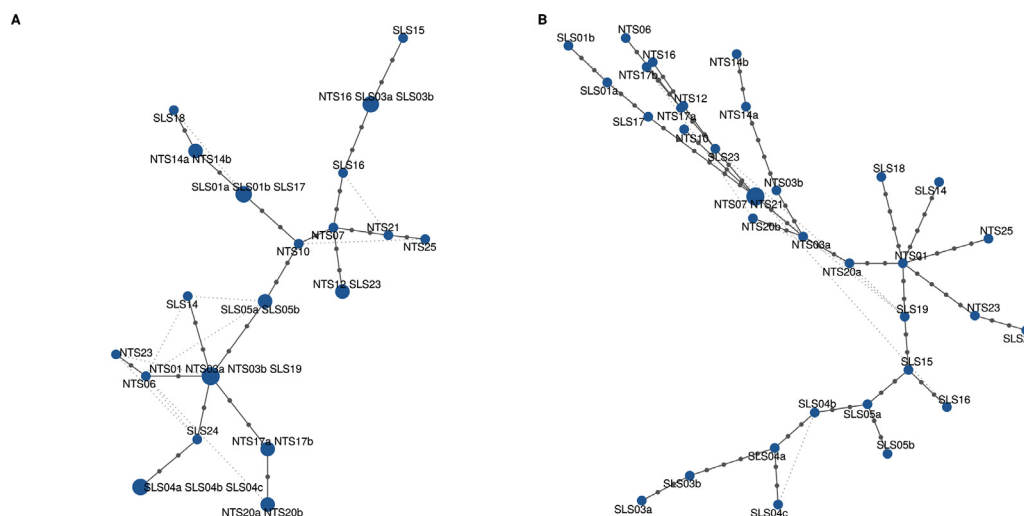 A
SLS15
NTS16 SLS03a SLS03b
SLS18
NTS14a NTS14b
SLS16
SLS01a SLS01b SLS17
NTS07
NTS21
NTS25
NTS10
NTS12 SLS23
SLS14
SLS05a SLS05b
NTS23
NTS06
NTS01 NTS03a NTS03b SLS19
SLS24
NTS17a NTS17b
SLS04a SLS04b SLS04c
NTS20a NTS20b
B
SLS01b
NTS06
NTS16
NTS17b
NTS14b
SLS01a
NTS12
NTS17a
NTS14a
SLS17
NTS10
SLS23
NTS03b
NTS07 NTS21
NTS20b
NTS03a
SLS18
SLS14
NTS25
NTS01
NTS20a
SLS19
NTS23
SLS15
SLS16
SLS04b
SLS05a
SLS05b
SLS04a
SLS03b
SLS03a
SLS04c